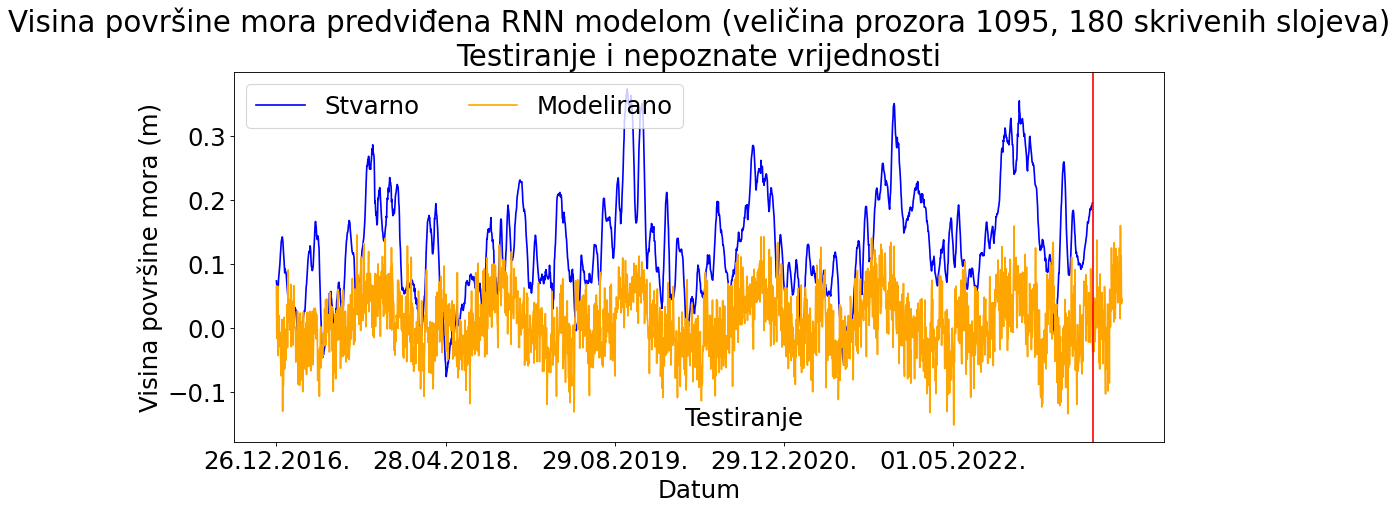 Visina površine mora predviđena RNN modelom (veličina prozora 1095, 180 skrivenih slojeva)
Testiranje i nepoznate vrijednosti
Stvarno Modelirano
Visina površine mora (m)
0.3
0.2
0.1
0.0
−0.1
Testiranje
26.12.2016. 28.04.2018. 29.08.2019. 29.12.2020. 01.05.2022.
Datum